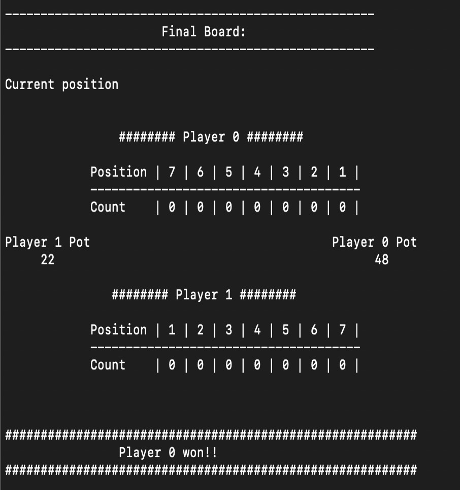 ----------------------------------------------------
Final Board:
----------------------------------------------------
Current position
######## Player 0 ########
Position | 7 | 6 | 5 | 4 | 3 | 2 | 1 |
--------------------------------------
Count | 0 | 0 | 0 | 0 | 0 | 0 | 0 |
Player 1 Pot Player 0 Pot
22 48
######## Player 1 ########
Position | 1 | 2 | 3 | 4 | 5 | 6 | 7 |
--------------------------------------
Count | 0 | 0 | 0 | 0 | 0 | 0 | 0 |
##########################################################
Player 0 won!!
##########################################################